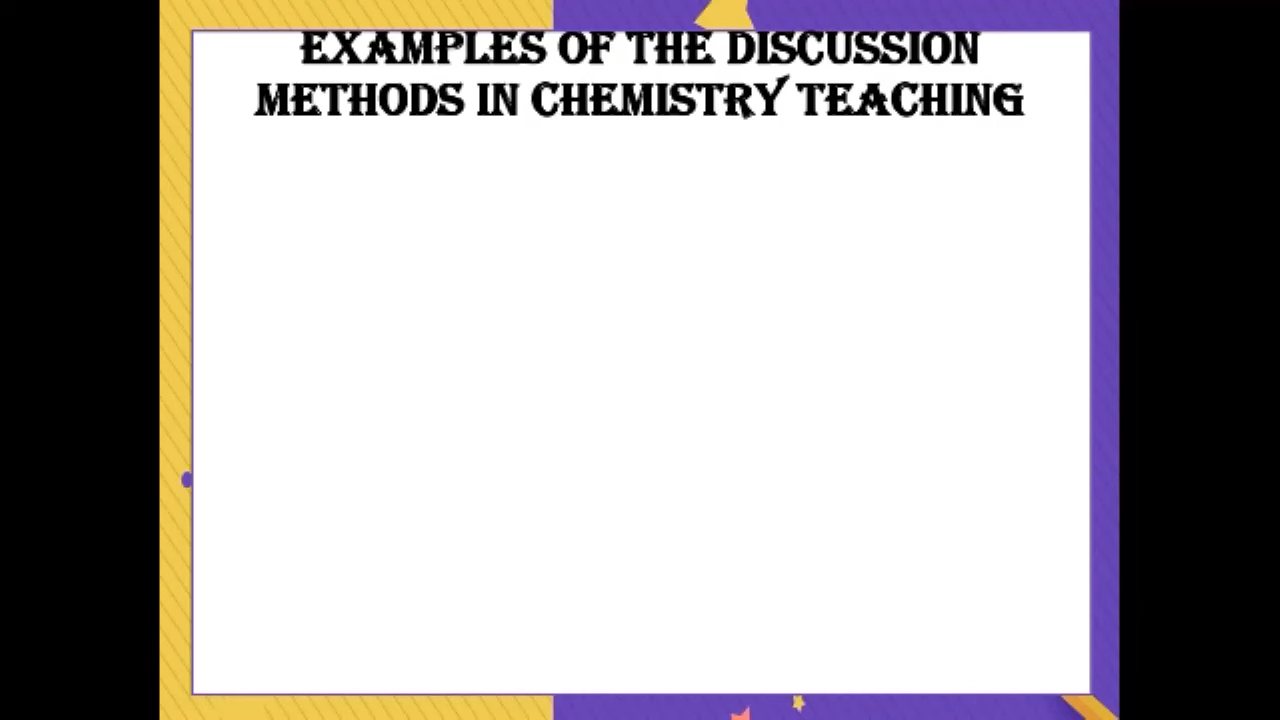 EXAMPLES OF THE DISCUSSION
METHODS IN CHEMISTRY TEACHING